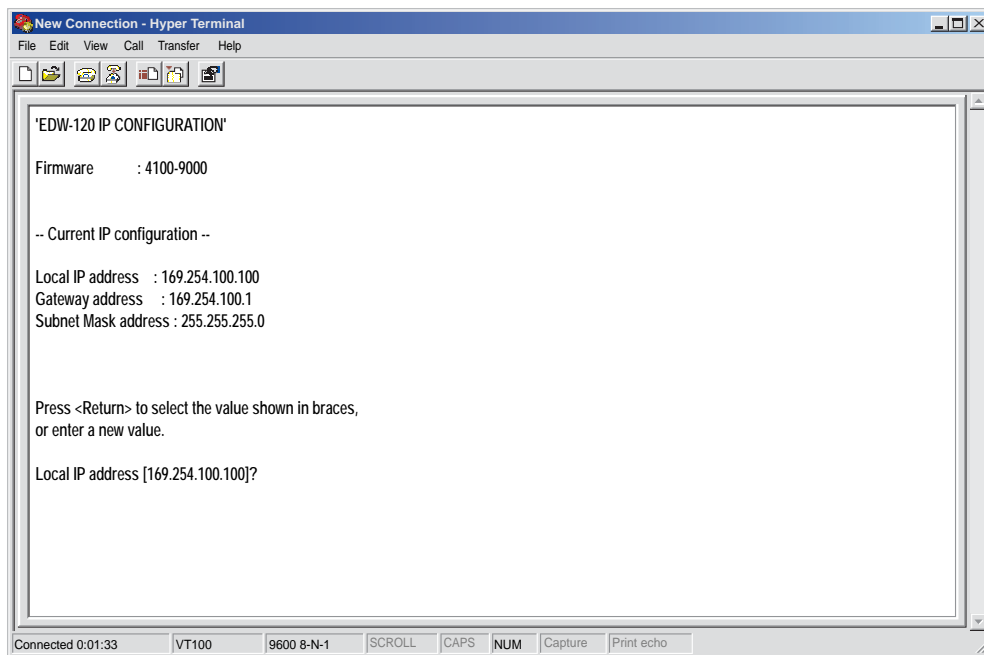 New Connection - Hyper Terminal
File Edit View Call Transfer Help
'EDW-120 IP CONFIGURATION'
Firmware : 4100-9000
-- Current IP configuration --
Local IP address : 169.254.100.100
Gateway address : 169.254.100.1
Subnet Mask address : 255.255.255.0
Press <Return> to select the value shown in braces,
or enter a new value.
Local IP address [169.254.100.100]?
Connected 0:01:33 VT100 9600 8-N-1 SCROLL CAPS NUM Capture Print echo